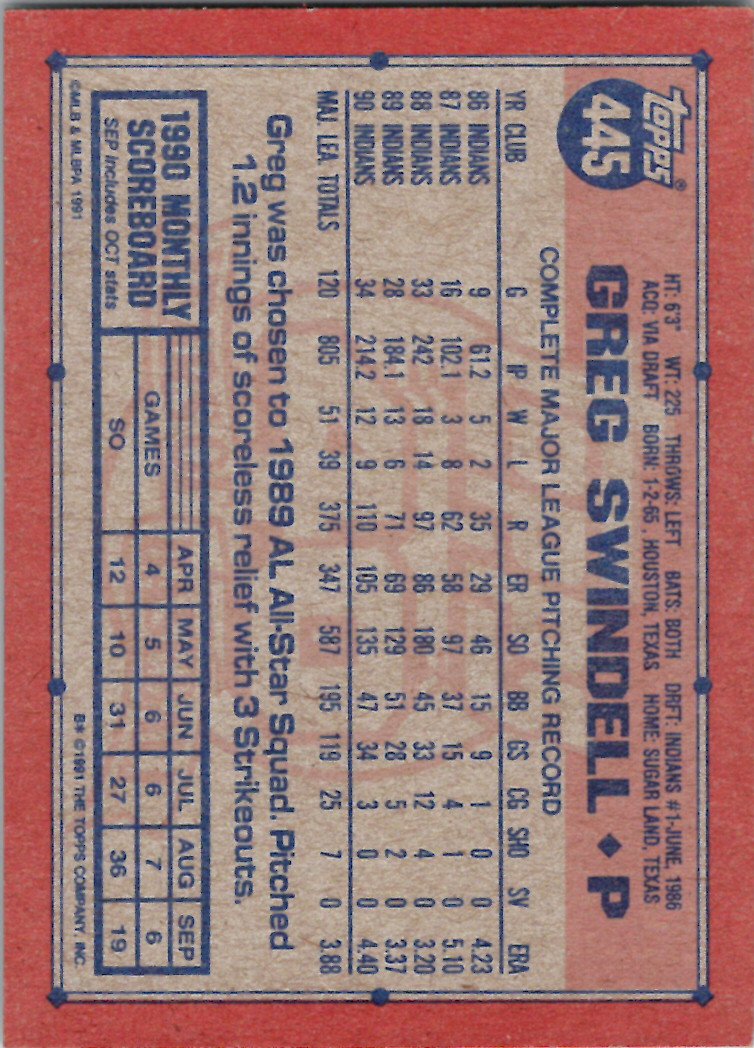 TOPPS®
445
HT: 6'3" WT: 225 THROWS: LEFT BATS: BOTH DRFT: INDIANS #1-JUNE, 1986
ACQ: VIA DRAFT BORN: 1-2-65, HOUSTON, TEXAS HOME: SUGAR LAND, TEXAS
GREG SWINDELL ◆ P
COMPLETE MAJOR LEAGUE PITCHING RECORD
YR CLUB G IP W L R ER SO BB GS CG SHO SV ERA
86 INDIANS 9 61.2 5 2 35 29 46 15 9 1 0 0 4.23
87 INDIANS 16 102.1 3 8 62 58 97 37 15 4 1 0 5.10
88 INDIANS 33 242 18 14 97 86 180 45 33 12 4 0 3.20
89 INDIANS 28 184.1 13 6 71 69 129 51 28 5 2 0 3.37
90 INDIANS 34 214.2 12 9 110 105 135 47 34 3 0 0 4.40
MAJ. LEA. TOTALS 120 805 51 39 375 347 587 195 119 25 7 0 3.88
Greg was chosen to 1989 AL All-Star Squad. Pitched
1.2 innings of scoreless relief with 3 Strikeouts.
1990 MONTHLY
SCOREBOARD
SEP includes OCT stats
APR MAY JUN JUL AUG SEP
GAMES 4 5 6 6 7 6
SO 12 10 31 27 36 19
©MLB & MLBPA 1991
B* ©1991 THE TOPPS COMPANY, INC.